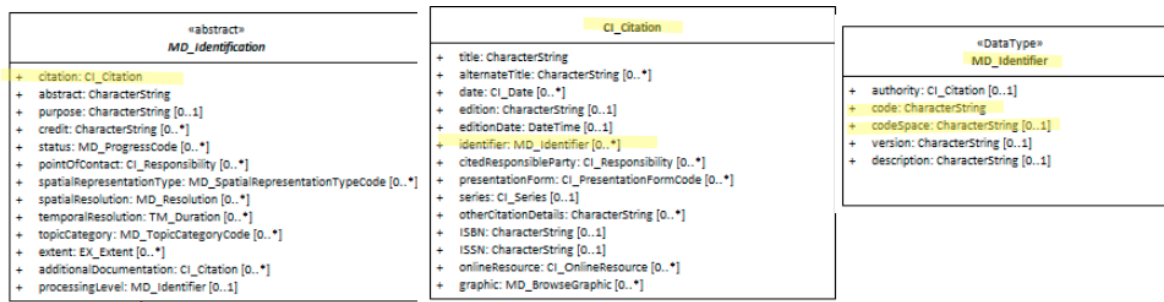 «abstract»
MD_Identification
+ citation: CI_Citation
+ abstract: CharacterString
+ purpose: CharacterString [0..1]
+ credit: CharacterString [0..*]
+ status: MD_ProgressCode [0..*]
+ pointOfContact: CI_Responsibility [0..*]
+ spatialRepresentationType: MD_SpatialRepresentationTypeCode [0..*]
+ spatialResolution: MD_Resolution [0..*]
+ temporalResolution: TM_Duration [0..*]
+ topicCategory: MD_TopicCategoryCode [0..*]
+ extent: EX_Extent [0..*]
+ additionalDocumentation: CI_Citation [0..*]
+ processingLevel: MD_Identifier [0..1]
CI_Citation
+ title: CharacterString
+ alternateTitle: CharacterString [0..*]
+ date: CI_Date [0..*]
+ edition: CharacterString [0..1]
+ editionDate: DateTime [0..1]
+ identifier: MD_Identifier [0..*]
+ citedResponsibleParty: CI_Responsibility [0..*]
+ presentationForm: CI_PresentationFormCode [0..*]
+ series: CI_Series [0..1]
+ otherCitationDetails: CharacterString [0..*]
+ ISBN: CharacterString [0..1]
+ ISSN: CharacterString [0..1]
+ onlineResource: CI_OnlineResource [0..*]
+ graphic: MD_BrowseGraphic [0..*]
«DataType»
MD_Identifier
+ authority: CI_Citation [0..1]
+ code: CharacterString
+ codeSpace: CharacterString [0..1]
+ version: CharacterString [0..1]
+ description: CharacterString [0..1]